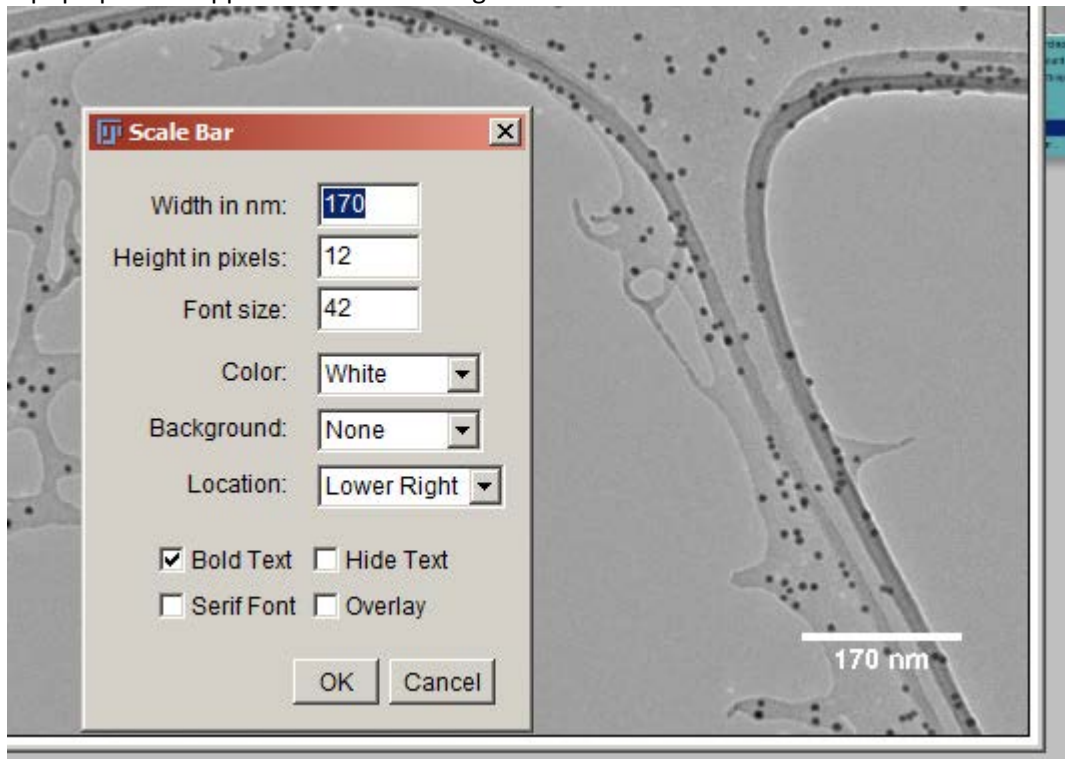 Scale Bar
Width in nm: 170
Height in pixels: 12
Font size: 42
Color: White
Background: None
Location: Lower Right
Bold Text Hide Text
Serif Font Overlay
OK Cancel
170 nm